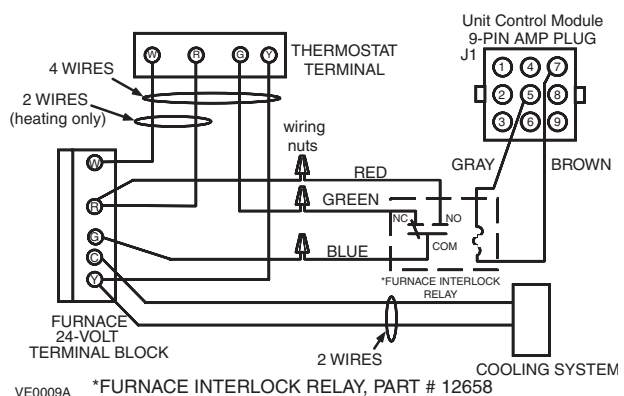 Unit Control Module
9-PIN AMP PLUG
J1
THERMOSTAT
TERMINAL
W R G Y
4 WIRES
2 WIRES
(heating only)
1 4 7
2 5 8
3 6 9
wiring
nuts
GRAY
BROWN
RED
GREEN
BLUE
NC
NO
COM
*FURNACE INTERLOCK
RELAY
W
R
G
C
Y
FURNACE
24-VOLT
TERMINAL BLOCK
2 WIRES
COOLING SYSTEM
VE0009A
*FURNACE INTERLOCK RELAY, PART # 12658